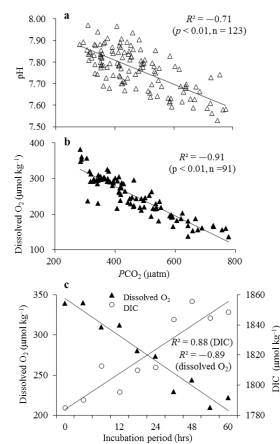 a
8.00
7.90
7.80
7.70
7.60
7.50
pH
R² = −0.71
(p < 0.01, n = 123)
b
400
300
200
100
Dissolved O₂ (µmol kg⁻¹)
R² = −0.91
(p < 0.01, n =91)
200 400 600 800
PCO₂ (µatm)
c
350
300
250
200
Dissolved O₂ (µmol kg⁻¹)
Dissolved O₂
DIC
R² = 0.88 (DIC)
R² = −0.89
(dissolved O₂)
1860
1840
1820
1800
1780
DIC (µmol kg⁻¹)
0 12 24 36 48 60
Incubation period (hrs)